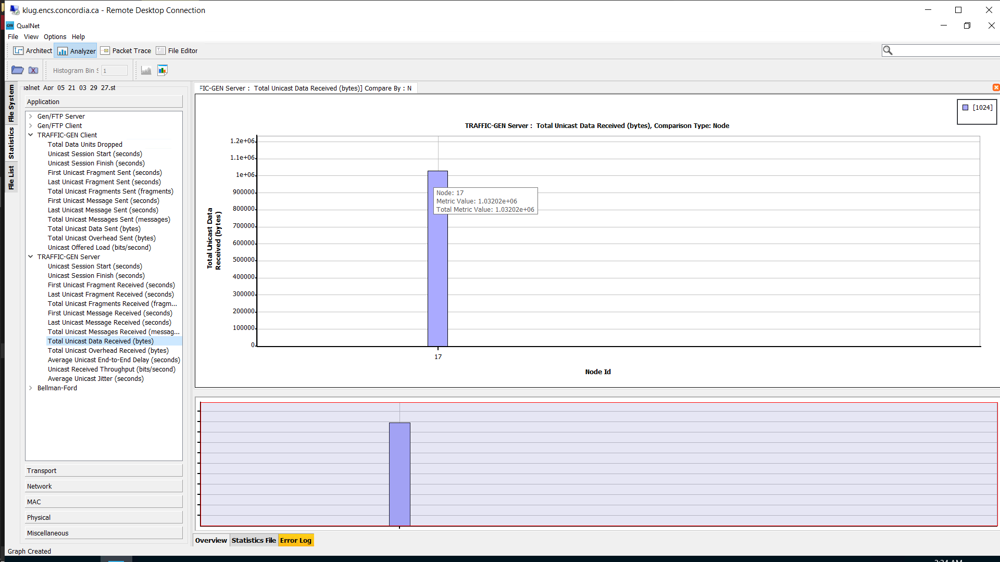 klug.encs.concordia.ca - Remote Desktop Connection
QualNet
File View Options Help
Architect Analyzer Packet Trace File Editor
Histogram Bin S 1
File System
Statistics
File List
alnet Apr 05 21 03 29 27.st
Application
Gen/FTP Server
Gen/FTP Client
TRAFFIC-GEN Client
Total Data Units Dropped
Unicast Session Start (seconds)
Unicast Session Finish (seconds)
First Unicast Fragment Sent (seconds)
Last Unicast Fragment Sent (seconds)
Total Unicast Fragments Sent (fragments)
First Unicast Message Sent (seconds)
Last Unicast Message Sent (seconds)
Total Unicast Messages Sent (messages)
Total Unicast Data Sent (bytes)
Total Unicast Overhead Sent (bytes)
Unicast Offered Load (bits/second)
TRAFFIC-GEN Server
Unicast Session Start (seconds)
Unicast Session Finish (seconds)
First Unicast Fragment Received (seconds)
Last Unicast Fragment Received (seconds)
Total Unicast Fragments Received (fragm...
First Unicast Message Received (seconds)
Last Unicast Message Received (seconds)
Total Unicast Messages Received (messag...
Total Unicast Data Received (bytes)
Total Unicast Overhead Received (bytes)
Average Unicast End-to-End Delay (seconds)
Unicast Received Throughput (bits/second)
Average Unicast Jitter (seconds)
Bellman-Ford
Transport
Network
MAC
Physical
Miscellaneous
FIC-GEN Server : Total Unicast Data Received (bytes)] Compare By : N
[1024]
TRAFFIC-GEN Server : Total Unicast Data Received (bytes), Comparison Type: Node
1.2e+06
1.1e+06
1e+06
900000
800000
700000
600000
500000
400000
300000
200000
100000
0
Total Unicast Data
Received (bytes)
Node: 17
Metric Value: 1.03202e+06
Total Metric Value: 1.03202e+06
17
Node Id
Overview Statistics File Error Log
Graph Created